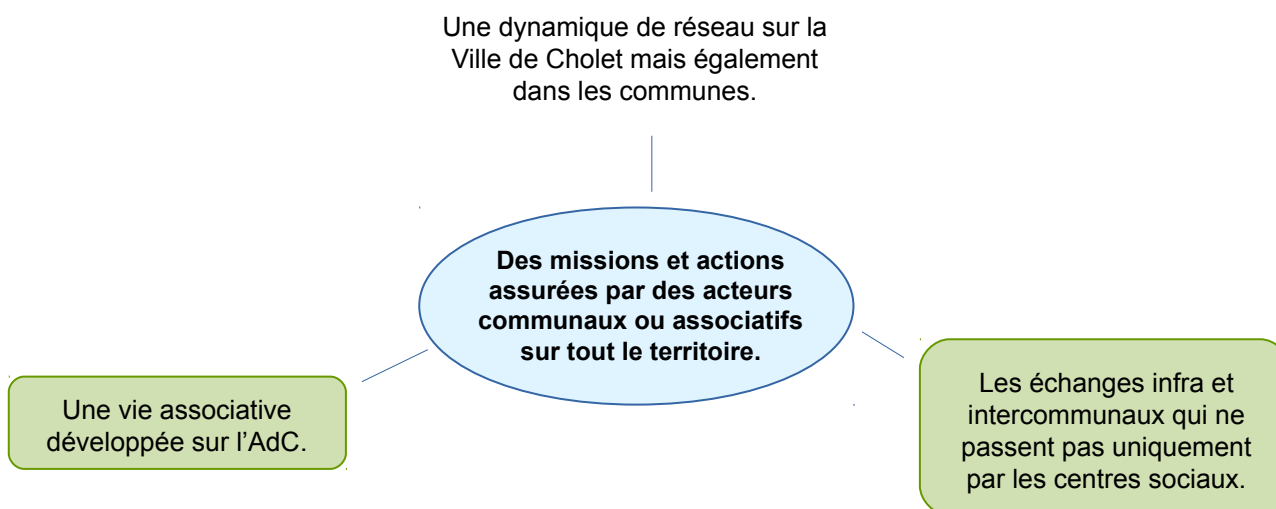 Une dynamique de réseau sur la
Ville de Cholet mais également
dans les communes.
Des missions et actions
assurées par des acteurs
communaux ou associatifs
sur tout le territoire.
Une vie associative
développée sur l’AdC.
Les échanges infra et
intercommunaux qui ne
passent pas uniquement
par les centres sociaux.